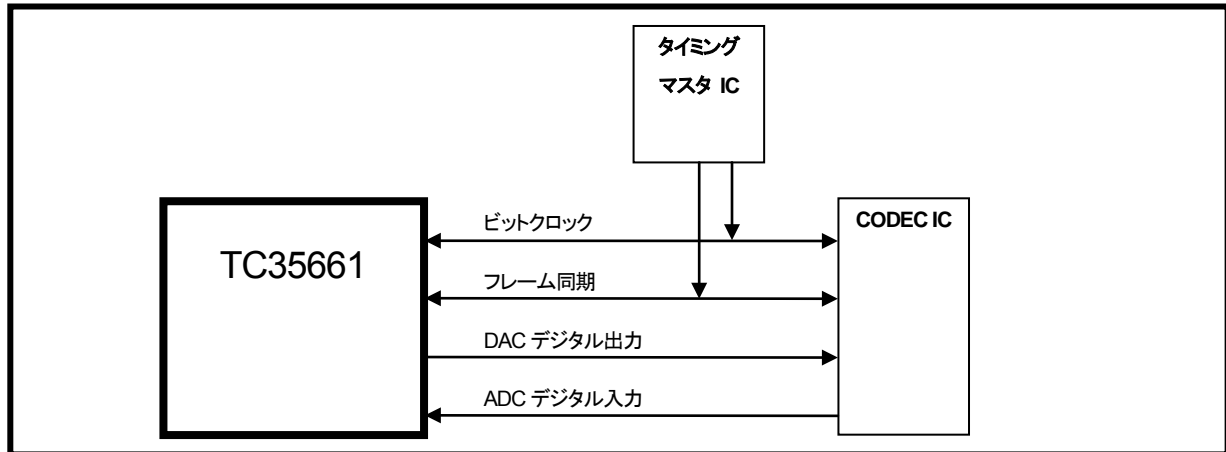 タイミング
マスタ IC
ビットクロック
CODEC IC
TC35661
フレーム同期
DAC デジタル出力
ADC デジタル入力